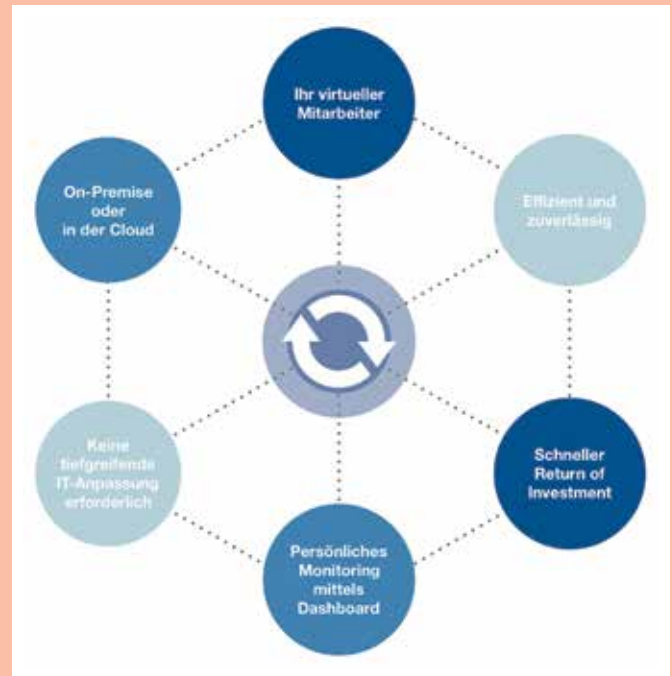 Ihr virtueller
Mitarbeiter
On-Premise
oder
in der Cloud
Effizient und
zuverlässig
Keine
tiefgreifende
IT-Anpassung
erforderlich
Schneller
Return of
Investment
Persönliches
Monitoring
mittels
Dashboard